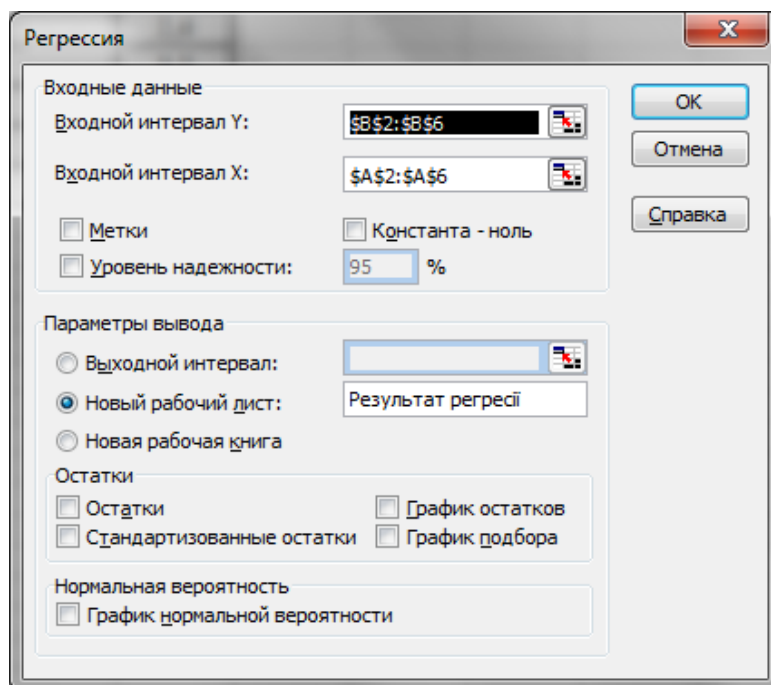 Регрессия
Входные данные
Входной интервал Y: $B$2:$B$6
Входной интервал X: $A$2:$A$6
Метки Константа - ноль
Уровень надежности: 95 %
OK
Отмена
Справка
Параметры вывода
Выходной интервал:
Новый рабочий лист: Результат регресії
Новая рабочая книга
Остатки
Остатки График остатков
Стандартизованные остатки График подбора
Нормальная вероятность
График нормальной вероятности